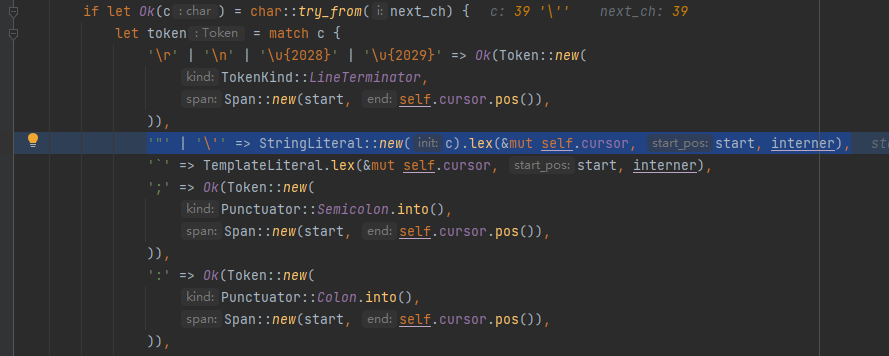 if let Ok(c: char) = char::try_from(i: next_ch) {   c: 39 '\''   next_ch: 39
let token: Token = match c {
'\r' | '\n' | '\u{2028}' | '\u{2029}' => Ok(Token::new(
kind: TokenKind::LineTerminator,
span: Span::new(start, end: self.cursor.pos()),
)),
'"' | '\'' => StringLiteral::new(init: c).lex(&mut self.cursor, start_pos: start, interner),   st
'`' => TemplateLiteral.lex(&mut self.cursor, start_pos: start, interner),
';' => Ok(Token::new(
kind: Punctuator::Semicolon.into(),
span: Span::new(start, end: self.cursor.pos()),
)),
':' => Ok(Token::new(
kind: Punctuator::Colon.into(),
span: Span::new(start, end: self.cursor.pos()),
)),